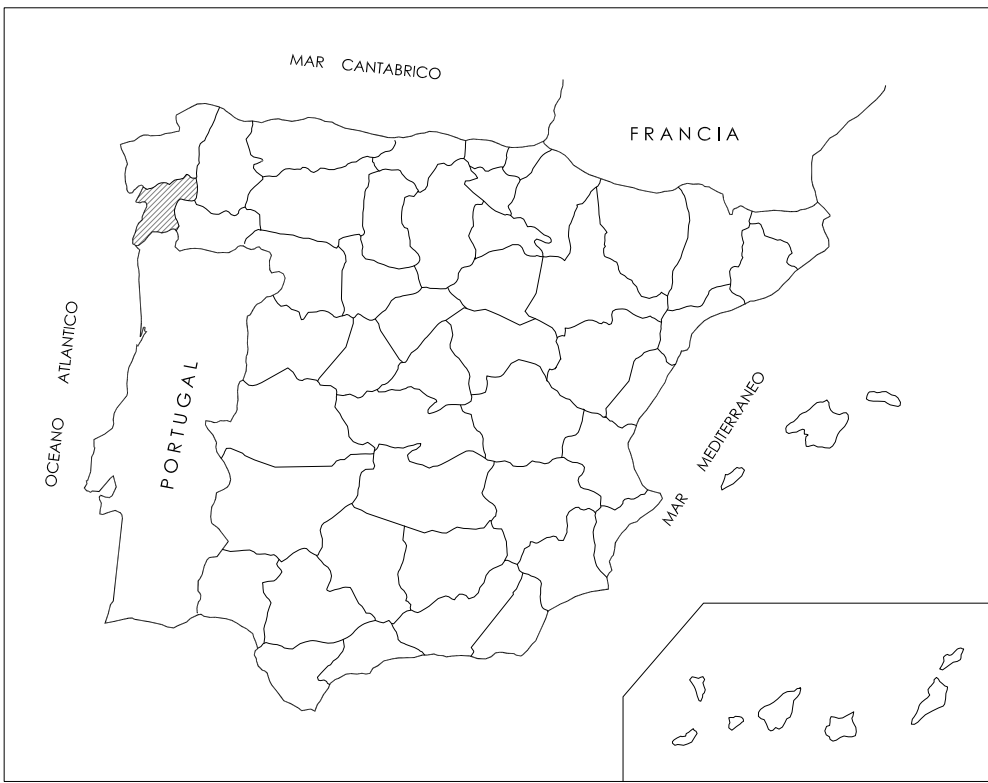 MAR CANTABRICO
FRANCIA
OCEANO ATLANTICO
PORTUGAL
MAR MEDITERRANEO